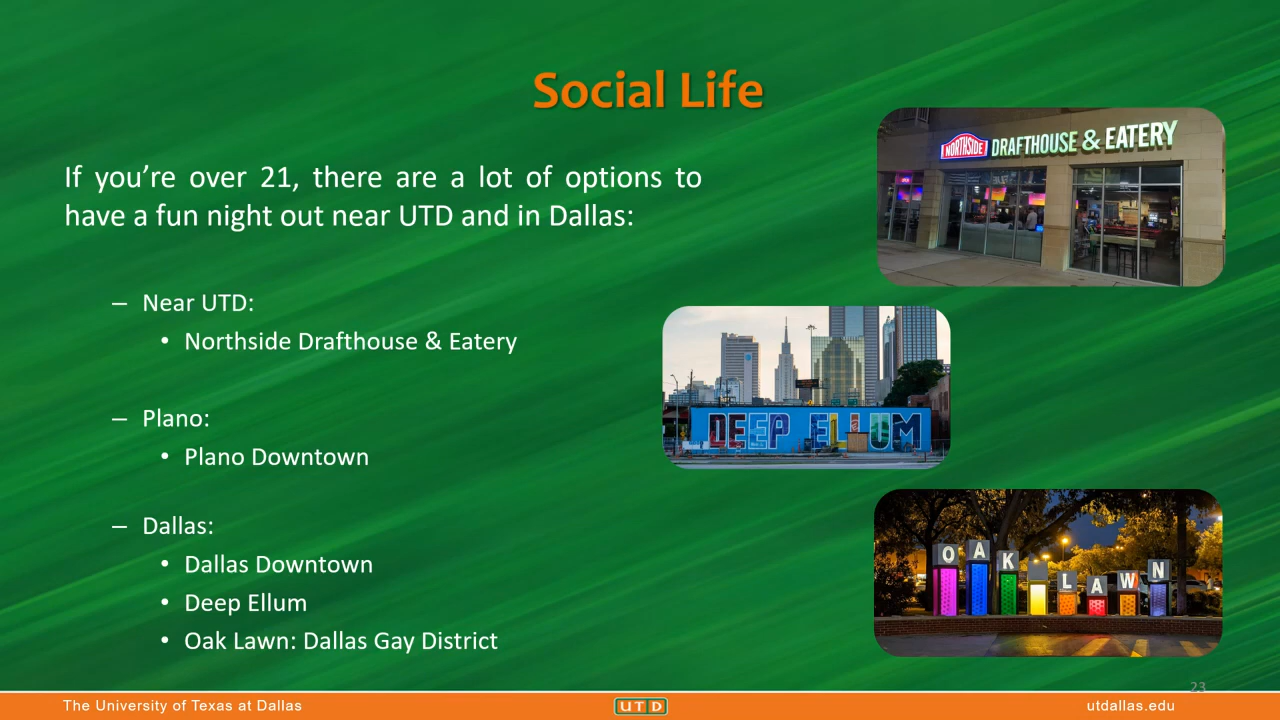 Social Life
If you’re over 21, there are a lot of options to
have a fun night out near UTD and in Dallas:
– Near UTD:
• Northside Drafthouse & Eatery
– Plano:
• Plano Downtown
– Dallas:
• Dallas Downtown
• Deep Ellum
• Oak Lawn: Dallas Gay District
NORTHSIDE DRAFTHOUSE & EATERY
OPEN
DEEP ELLUM
OAK LAWN
23
The University of Texas at Dallas
UTD
utdallas.edu